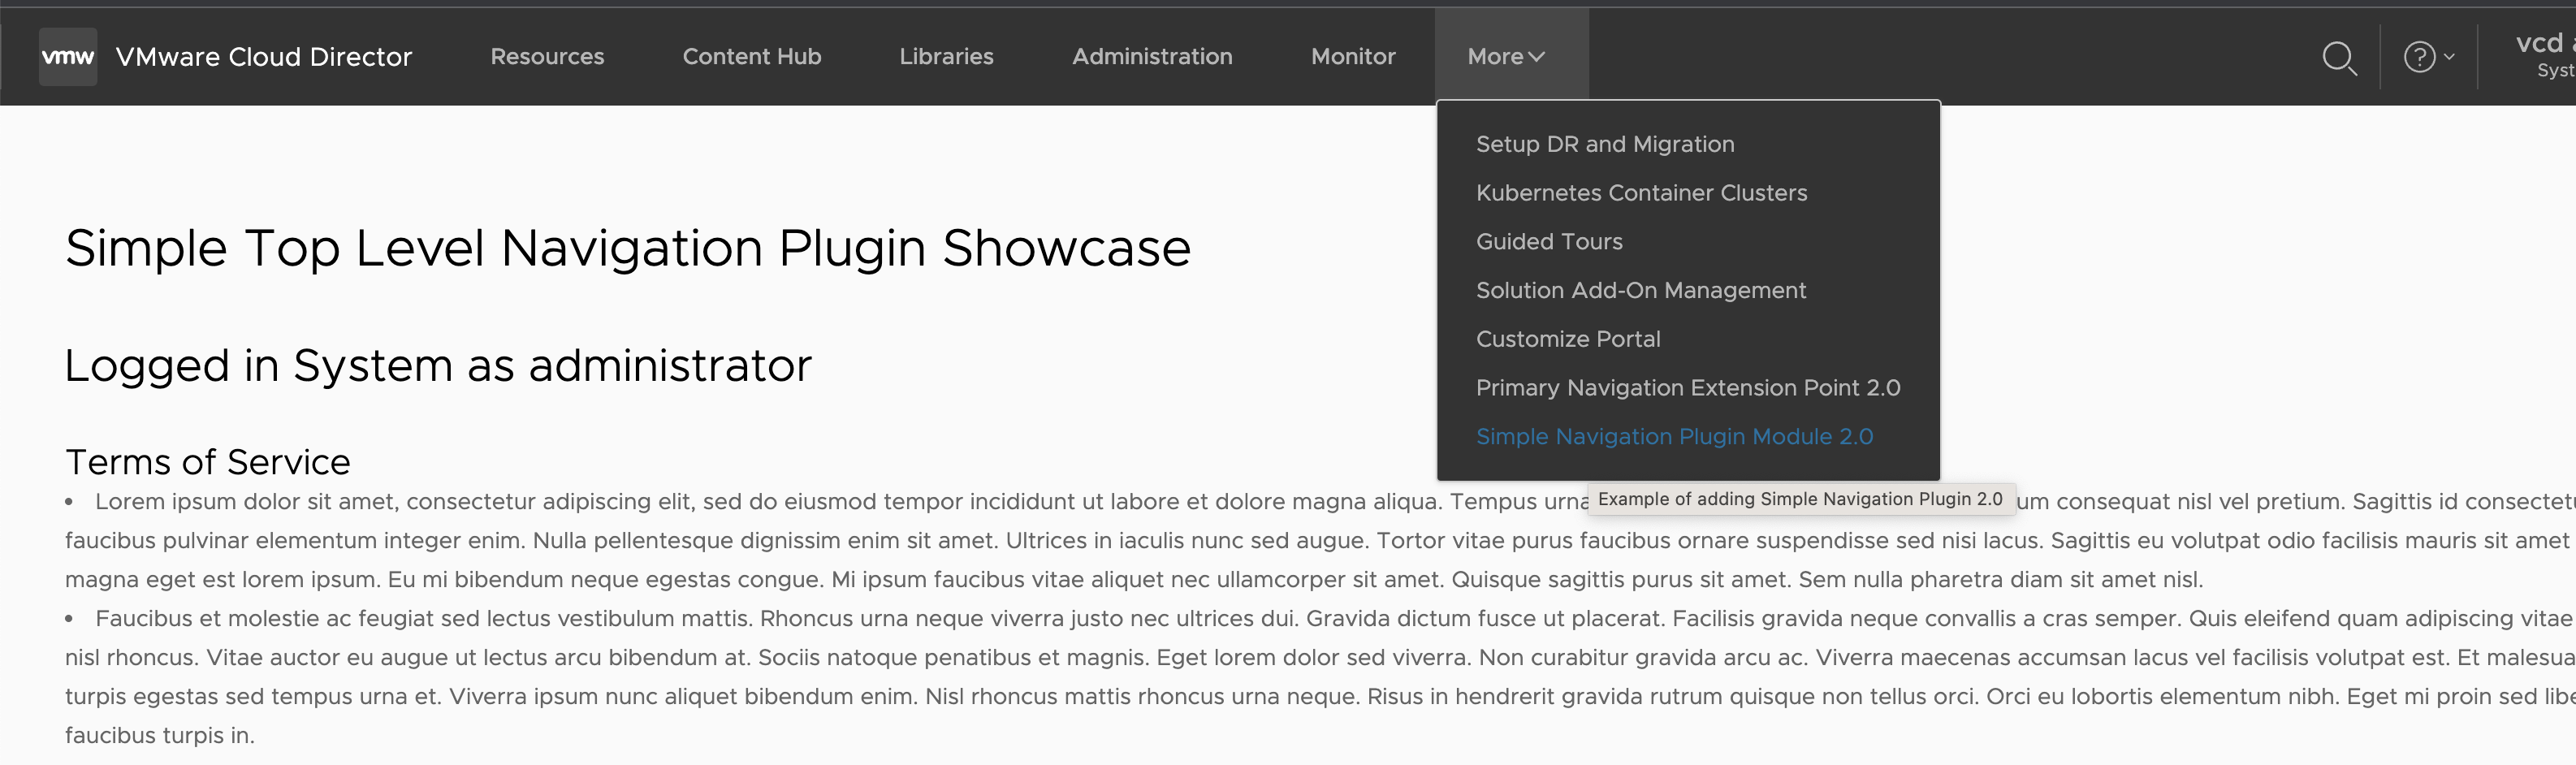 vmw VMware Cloud Director Resources Content Hub Libraries Administration Monitor More ? vcd
Syst
Setup DR and Migration
Kubernetes Container Clusters
Guided Tours
Solution Add-On Management
Customize Portal
Primary Navigation Extension Point 2.0
Simple Navigation Plugin Module 2.0
Example of adding Simple Navigation Plugin 2.0
Simple Top Level Navigation Plugin Showcase
Logged in System as administrator
Terms of Service
• Lorem ipsum dolor sit amet, consectetur adipiscing elit, sed do eiusmod tempor incididunt ut labore et dolore magna aliqua. Tempus urna um consequat nisl vel pretium. Sagittis id consectetu
faucibus pulvinar elementum integer enim. Nulla pellentesque dignissim enim sit amet. Ultrices in iaculis nunc sed augue. Tortor vitae purus faucibus ornare suspendisse sed nisi lacus. Sagittis eu volutpat odio facilisis mauris sit amet
magna eget est lorem ipsum. Eu mi bibendum neque egestas congue. Mi ipsum faucibus vitae aliquet nec ullamcorper sit amet. Quisque sagittis purus sit amet. Sem nulla pharetra diam sit amet nisl.
• Faucibus et molestie ac feugiat sed lectus vestibulum mattis. Rhoncus urna neque viverra justo nec ultrices dui. Gravida dictum fusce ut placerat. Facilisis gravida neque convallis a cras semper. Quis eleifend quam adipiscing vitae
nisl rhoncus. Vitae auctor eu augue ut lectus arcu bibendum at. Sociis natoque penatibus et magnis. Eget lorem dolor sed viverra. Non curabitur gravida arcu ac. Viverra maecenas accumsan lacus vel facilisis volutpat est. Et malesua
turpis egestas sed tempus urna et. Viverra ipsum nunc aliquet bibendum enim. Nisl rhoncus mattis rhoncus urna neque. Risus in hendrerit gravida rutrum quisque non tellus orci. Orci eu lobortis elementum nibh. Eget mi proin sed libe
faucibus turpis in.